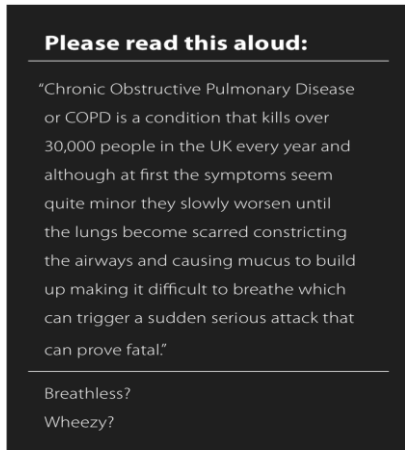 Please read this aloud:
“Chronic Obstructive Pulmonary Disease
or COPD is a condition that kills over
30,000 people in the UK every year and
although at first the symptoms seem
quite minor they slowly worsen until
the lungs become scarred constricting
the airways and causing mucus to build
up making it difficult to breathe which
can trigger a sudden serious attack that
can prove fatal.”
Breathless?
Wheezy?